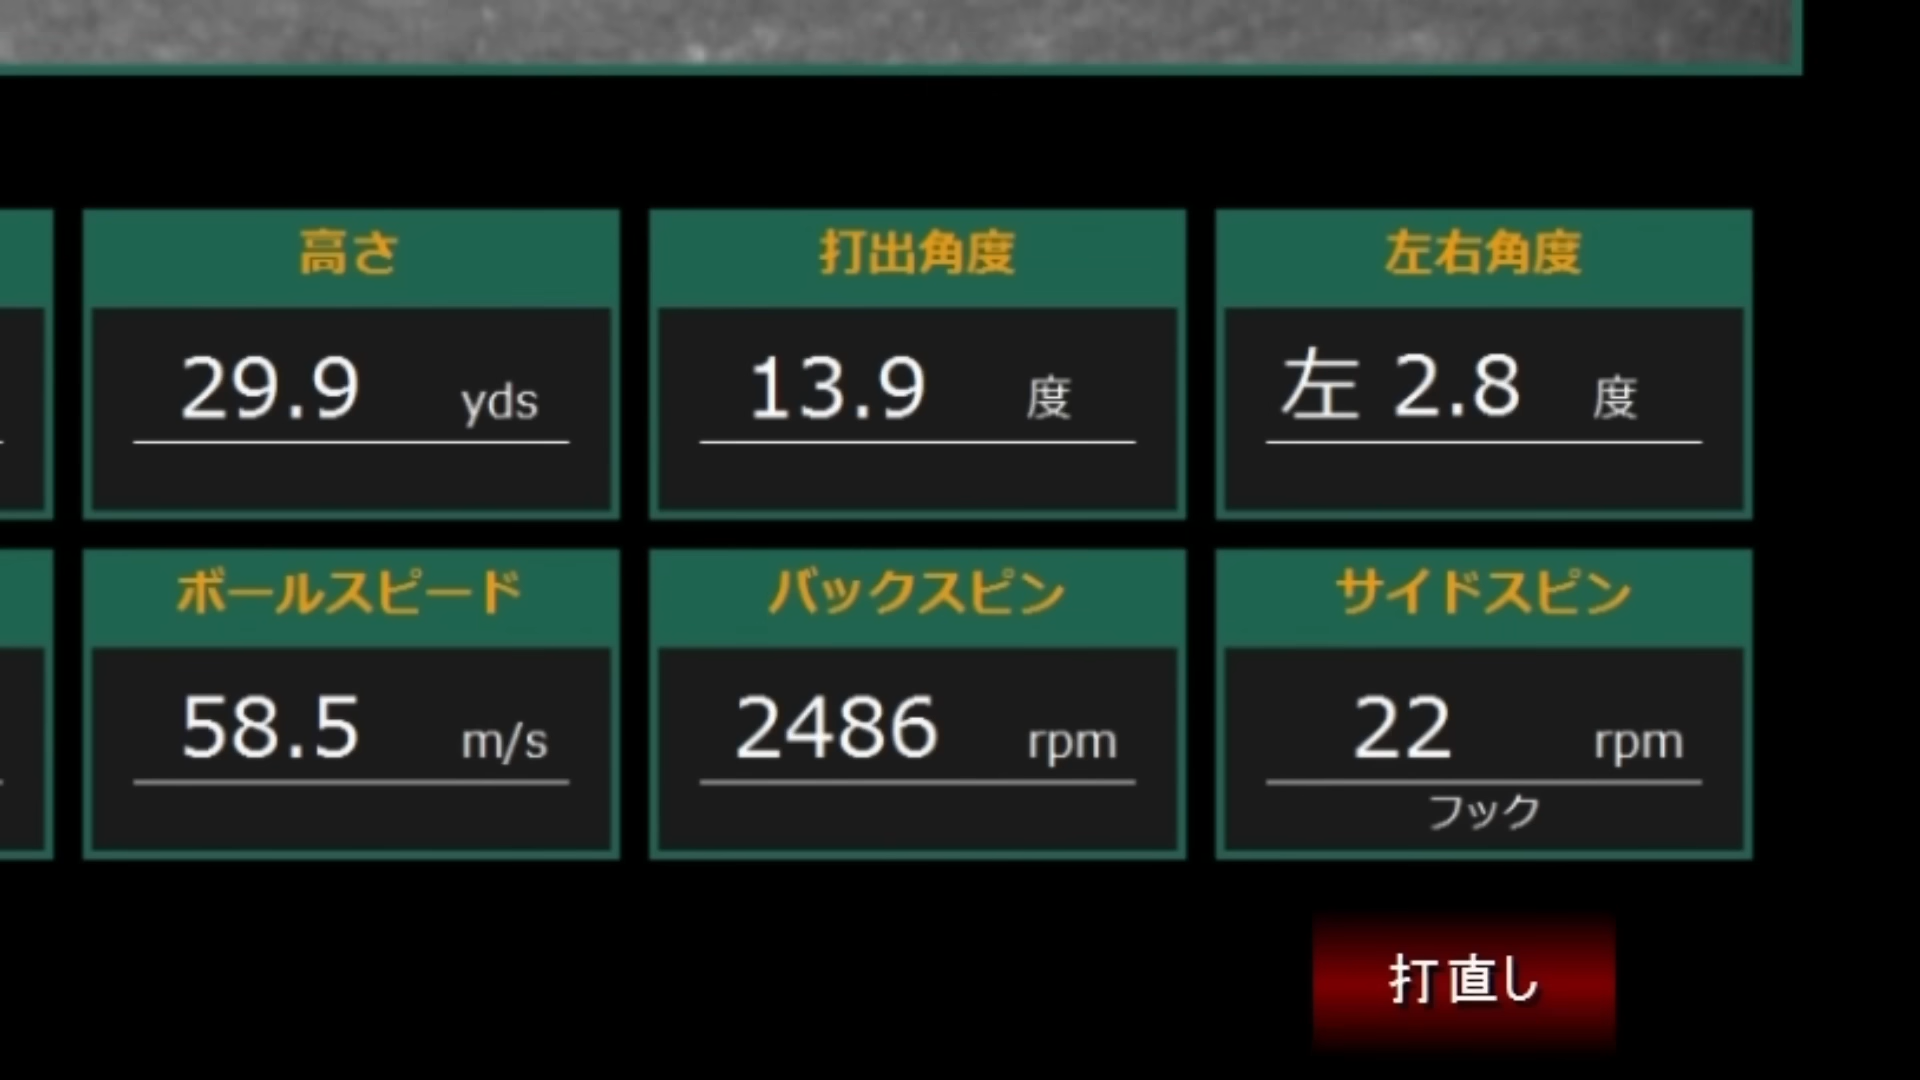 高さ
29.9 yds
打出角度
13.9 度
左右角度
左 2.8 度
ボールスピード
58.5 m/s
バックスピン
2486 rpm
サイドスピン
22 rpm
フック
打直し